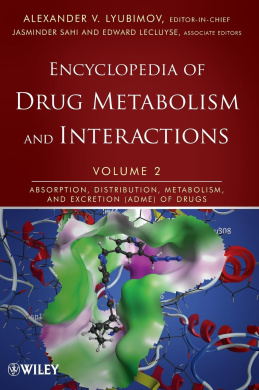 ALEXANDER V. LYUBIMOV, EDITOR-IN-CHIEF
JASMINDER SAHI AND EDWARD LECLUYSE, ASSOCIATE EDITORS
ENCYCLOPEDIA OF
DRUG METABOLISM
AND INTERACTIONS
VOLUME 2
ABSORPTION, DISTRIBUTION, METABOLISM,
AND EXCRETION (ADME) OF DRUGS
WILEY